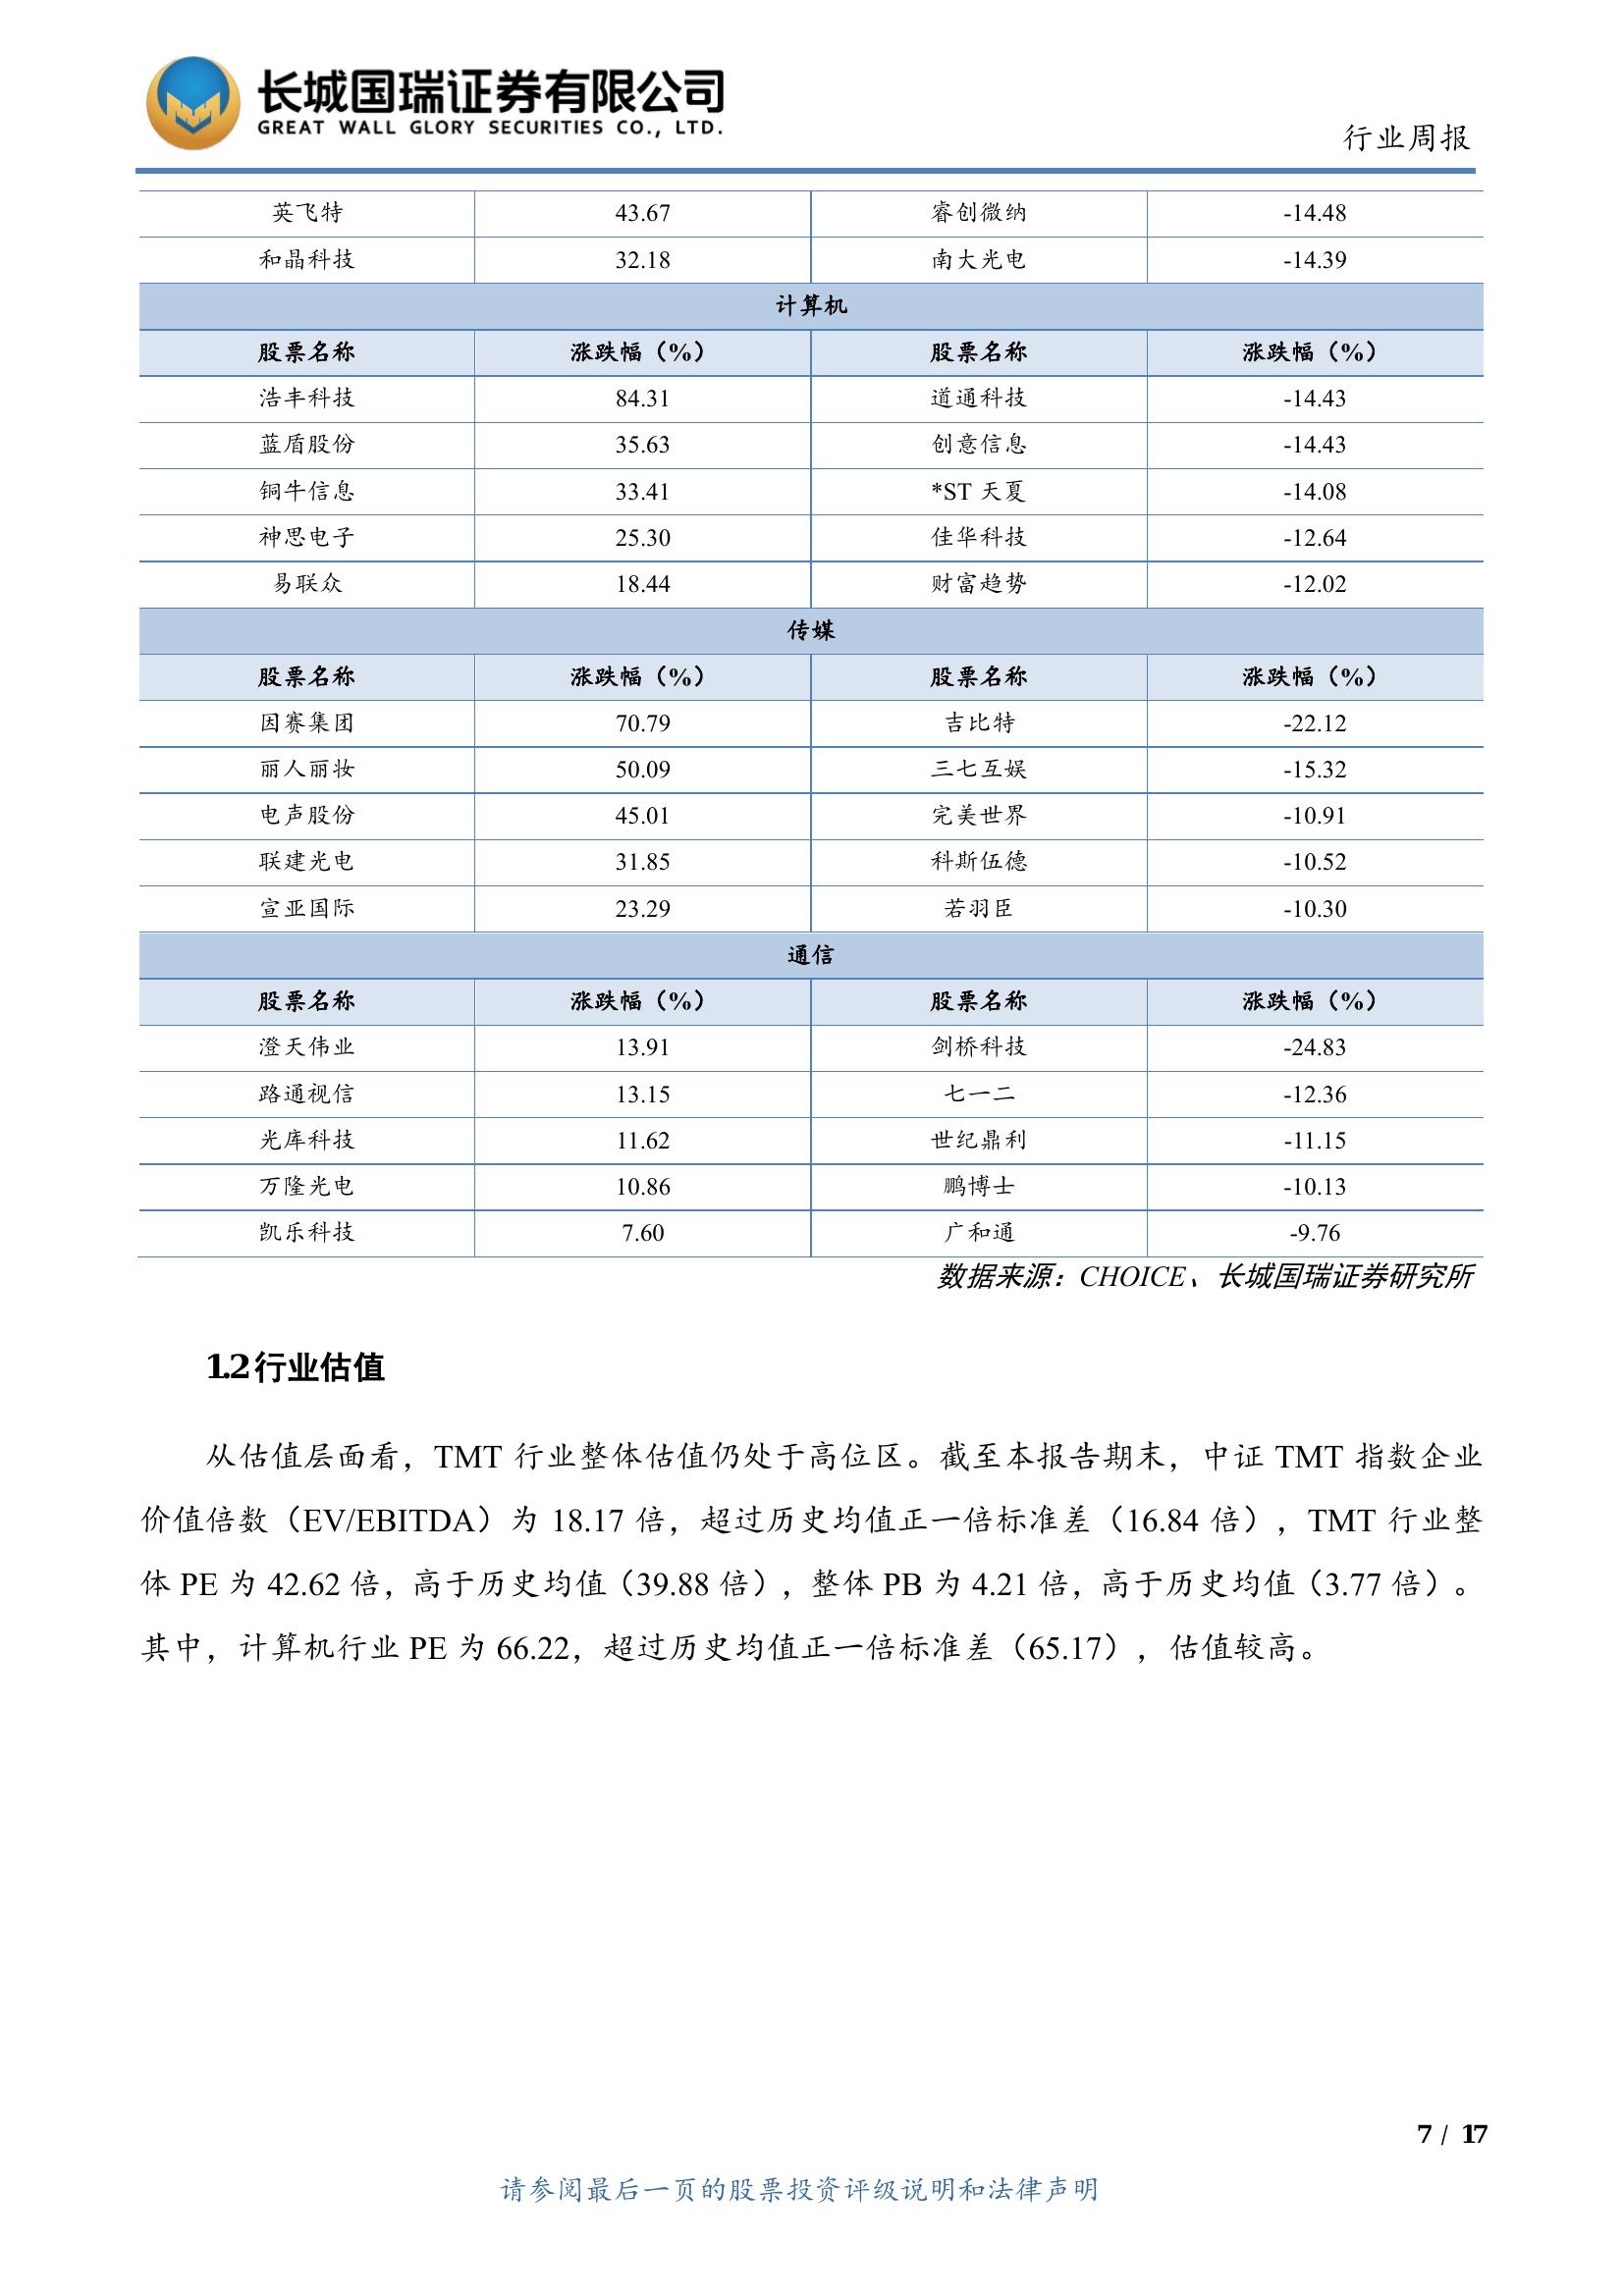 长城国瑞证券有限公司
GREAT WALL GLORY SECURITIES CO., LTD.
行业周报
英飞特 43.67 睿创微纳 -14.48
和晶科技 32.18 南大光电 -14.39
计算机
股票名称 涨跌幅（%） 股票名称 涨跌幅（%）
浩丰科技 84.31 道通科技 -14.43
蓝盾股份 35.63 创意信息 -14.43
铜牛信息 33.41 *ST 天夏 -14.08
神思电子 25.30 佳华科技 -12.64
易联众 18.44 财富趋势 -12.02
传媒
股票名称 涨跌幅（%） 股票名称 涨跌幅（%）
因赛集团 70.79 吉比特 -22.12
丽人丽妆 50.09 三七互娱 -15.32
电声股份 45.01 完美世界 -10.91
联建光电 31.85 科斯伍德 -10.52
宣亚国际 23.29 若羽臣 -10.30
通信
股票名称 涨跌幅（%） 股票名称 涨跌幅（%）
澄天伟业 13.91 剑桥科技 -24.83
路通视信 13.15 七一二 -12.36
光库科技 11.62 世纪鼎利 -11.15
万隆光电 10.86 鹏博士 -10.13
凯乐科技 7.60 广和通 -9.76
数据来源：CHOICE、长城国瑞证券研究所
1.2 行业估值
从估值层面看，TMT 行业整体估值仍处于高位区。截至本报告期末，中证 TMT 指数企业
价值倍数（EV/EBITDA）为 18.17 倍，超过历史均值正一倍标准差（16.84 倍），TMT 行业整
体 PE 为 42.62 倍，高于历史均值（39.88 倍），整体 PB 为 4.21 倍，高于历史均值（3.77 倍）。
其中，计算机行业 PE 为 66.22，超过历史均值正一倍标准差（65.17），估值较高。
7 / 17
请参阅最后一页的股票投资评级说明和法律声明